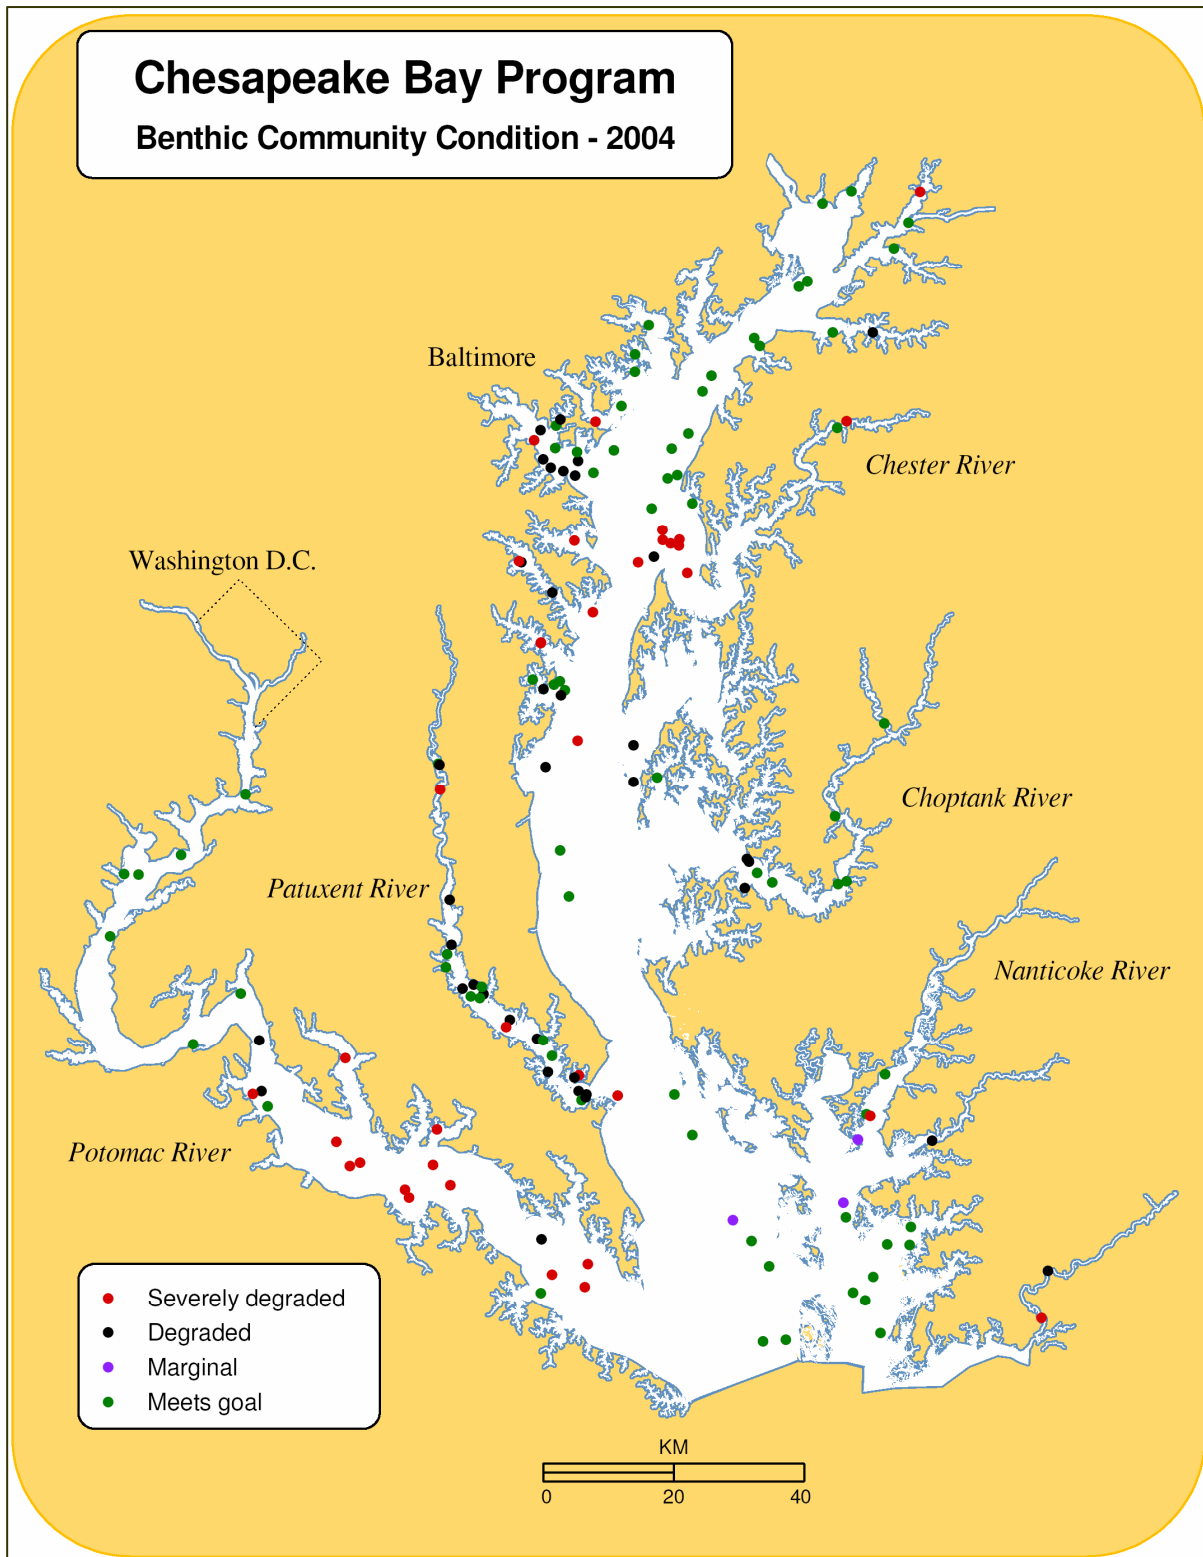 Chesapeake Bay Program
Benthic Community Condition - 2004
Baltimore
Chester River
Washington D.C.
Choptank River
Patuxent River
Nanticoke River
Potomac River
Severely degraded
Degraded
Marginal
Meets goal
KM
0 20 40